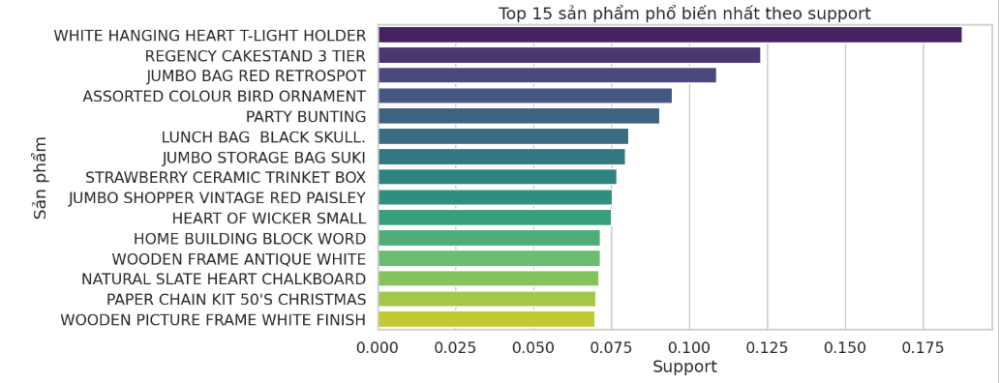 Top 15 sản phẩm phổ biến nhất theo support
WHITE HANGING HEART T-LIGHT HOLDER
REGENCY CAKESTAND 3 TIER
JUMBO BAG RED RETROSPOT
ASSORTED COLOUR BIRD ORNAMENT
PARTY BUNTING
LUNCH BAG  BLACK SKULL.
JUMBO STORAGE BAG SUKI
STRAWBERRY CERAMIC TRINKET BOX
JUMBO SHOPPER VINTAGE RED PAISLEY
HEART OF WICKER SMALL
HOME BUILDING BLOCK WORD
WOODEN FRAME ANTIQUE WHITE
NATURAL SLATE HEART CHALKBOARD
PAPER CHAIN KIT 50'S CHRISTMAS
WOODEN PICTURE FRAME WHITE FINISH
Sản phẩm
0.000 0.025 0.050 0.075 0.100 0.125 0.150 0.175
Support